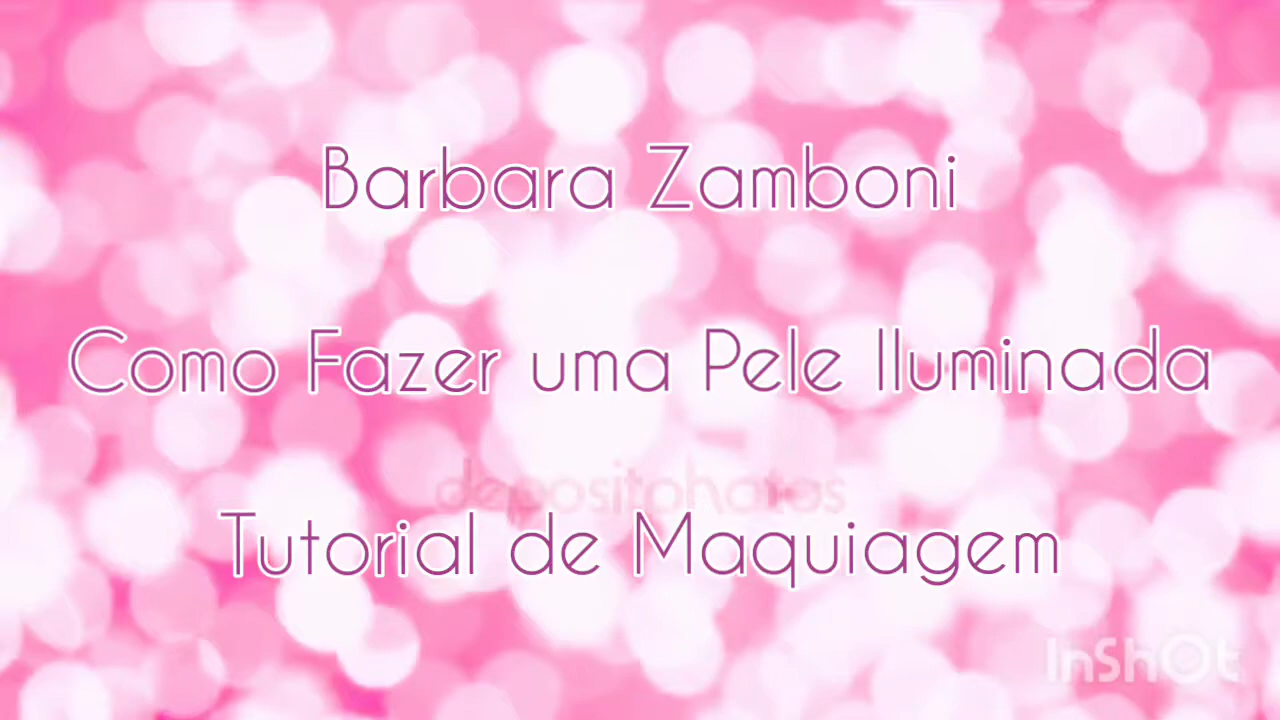 Barbara Zamboni
Como Fazer uma Pele Iluminada
depositphotos
Tutorial de Maquiagem
InShOt